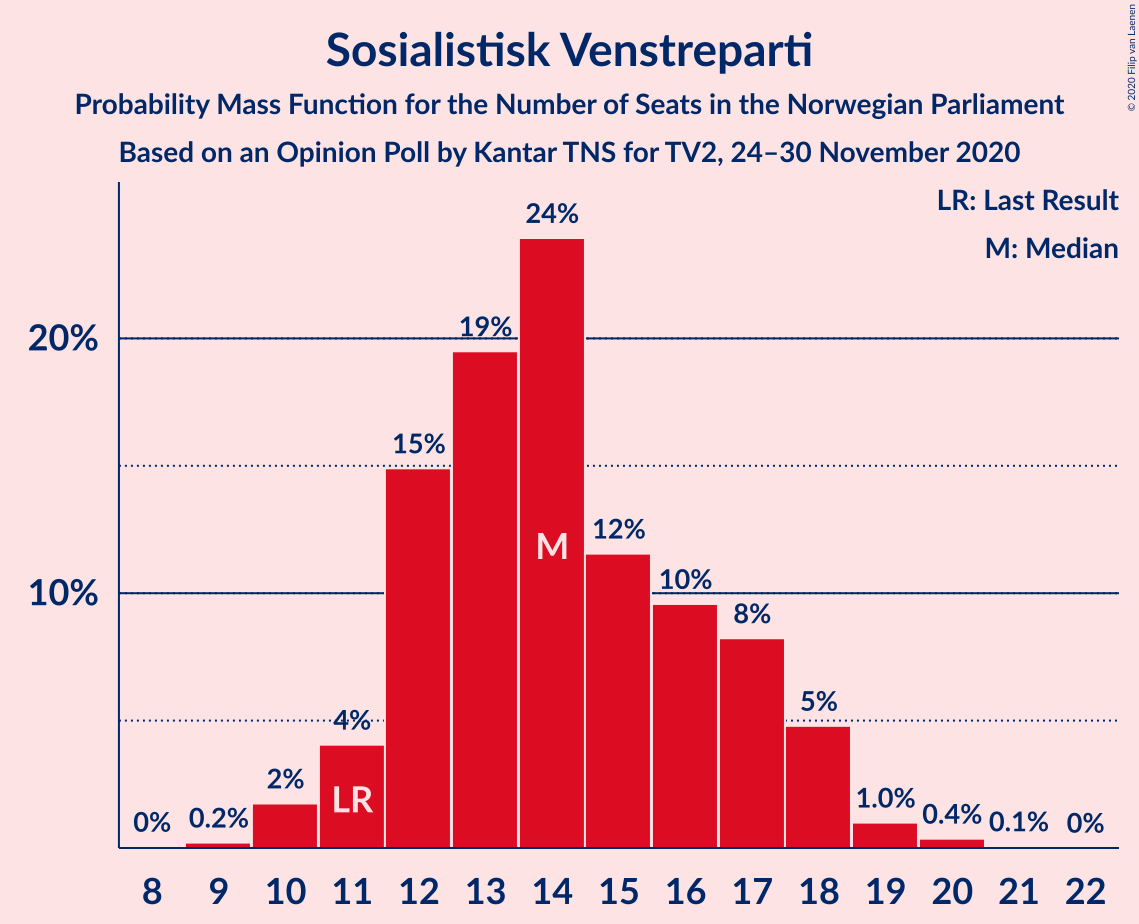 Sosialistisk Venstreparti
Probability Mass Function for the Number of Seats in the Norwegian Parliament
Based on an Opinion Poll by Kantar TNS for TV2, 24–30 November 2020
© 2020 Filip van Laenen
LR: Last Result
M: Median
20%
10%
0%
0.2%
2%
4%
15%
19%
24%
12%
10%
8%
5%
1.0%
0.4%
0.1%
0%
LR
M
8 9 10 11 12 13 14 15 16 17 18 19 20 21 22